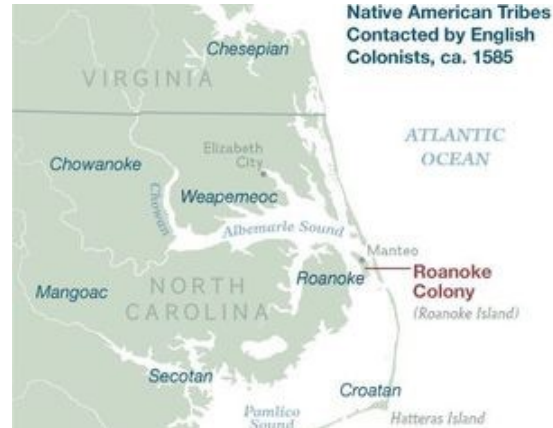 Native American Tribes
Contacted by English
Colonists, ca. 1585
Chesepian
VIRGINIA
ATLANTIC
OCEAN
Elizabeth
City
Chowanoke
Chowan
Weapemeoc
Albemarle Sound
Manteo
Roanoke
Roanoke
Colony
(Roanoke Island)
Mangoac
NORTH
CAROLINA
Secotan
Croatan
Pamlico
Sound
Hatteras Island